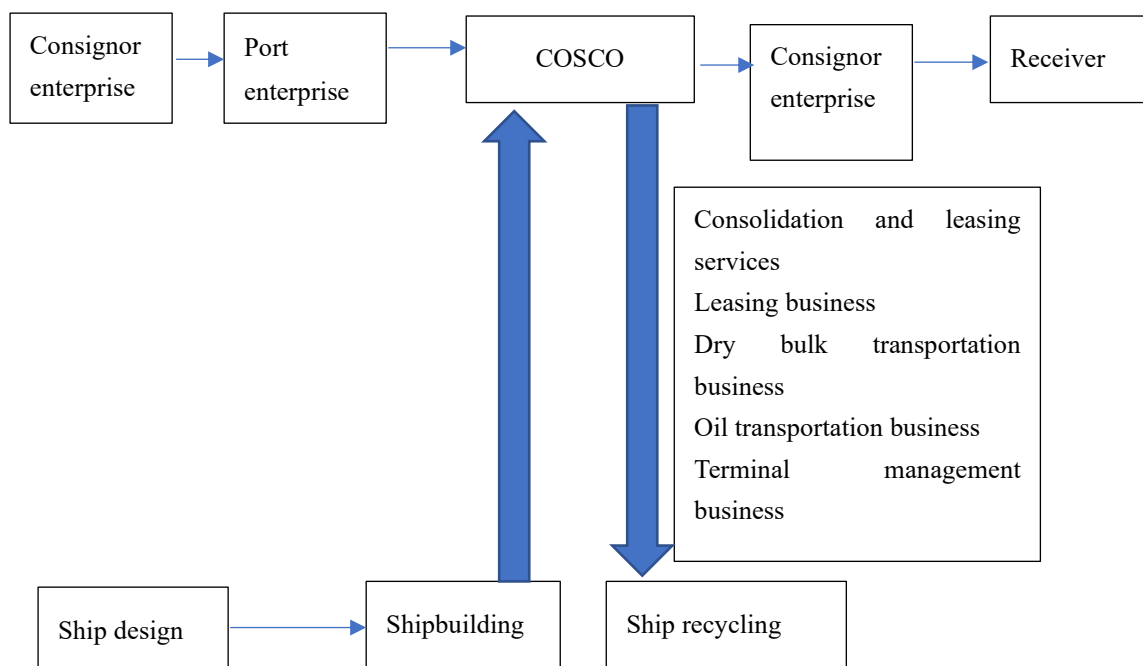 Consignor
enterprise
Port
enterprise
COSCO
Consignor
enterprise
Receiver
Consolidation and leasing
services
Leasing business
Dry bulk transportation
business
Oil transportation business
Terminal management
business
Ship design
Shipbuilding
Ship recycling